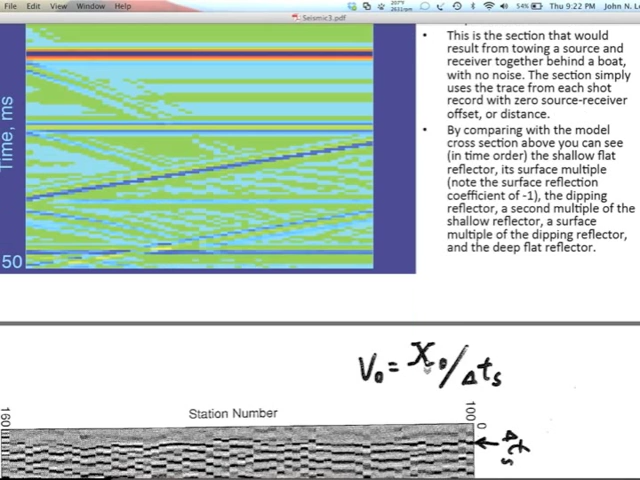 File Edit View Window Help
54% Thu 9:22 PM John N. Lo
Seismic3.pdf
Time, ms
50
• This is the section that would
result from towing a source and
receiver together behind a boat,
with no noise. The section simply
uses the trace from each shot
record with zero source-receiver
offset, or distance.
• By comparing with the model
cross section above you can see
(in time order) the shallow flat
reflector, its surface multiple
(note the surface reflection
coefficient of -1), the dipping
reflector, a second multiple of the
shallow reflector, a surface
multiple of the dipping reflector,
and the deep flat reflector.
V₀ = X₀/Δts
Station Number
160
100
0
Δts